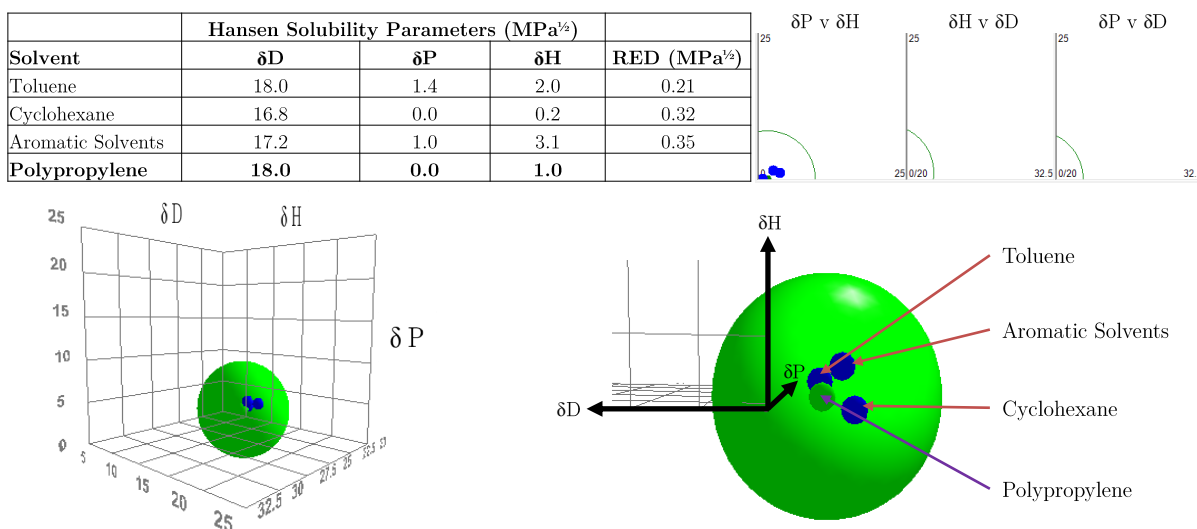 Hansen Solubility Parameters (MPa½)
Solvent δD δP δH RED (MPa½)
Toluene 18.0 1.4 2.0 0.21
Cyclohexane 16.8 0.0 0.2 0.32
Aromatic Solvents 17.2 1.0 3.1 0.35
Polypropylene 18.0 0.0 1.0
δP v δH δH v δD δP v δD
25 25 25
0 25 0/20 32.5 0/20 32.
δD δH
25
20
15
10
5
0
δP
5 10 15 20 25
32.5 30 27.5 25
δH
δP
δD
Toluene
Aromatic Solvents
Cyclohexane
Polypropylene